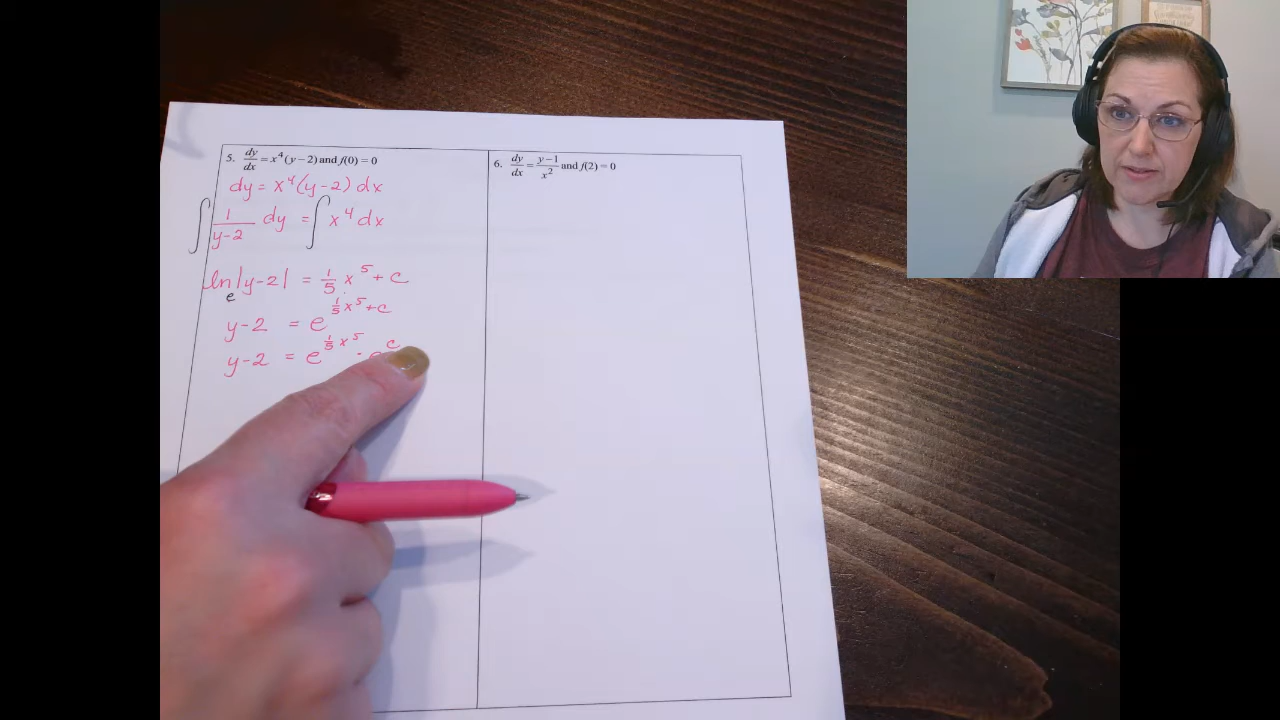 5. dy/dx = x⁴(y−2) and f(0) = 0
dy = x⁴(y−2) dx
∫ 1/(y−2) dy = ∫ x⁴ dx
ln|y−2| = 1/5 x⁵ + c
e
y−2 = e^(1/5 x⁵ + c)
y−2 = e^(1/5 x⁵) · e^c
6. dy/dx = (y−1)/x² and f(2) = 0